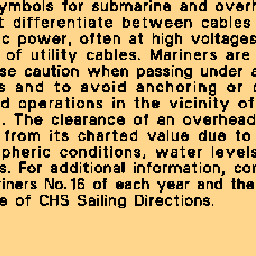 ymbols for submarine and overh
t differentiate between cables
c power, often at high voltages
of utility cables. Mariners are
se caution when passing under a
s and to avoid anchoring or
d operations in the vicinity of
. The clearance of an overhead
from its charted value due to
pheric conditions, water levels
s. For additional information, con
riners No. 16 of each year and the
e of CHS Sailing Directions.